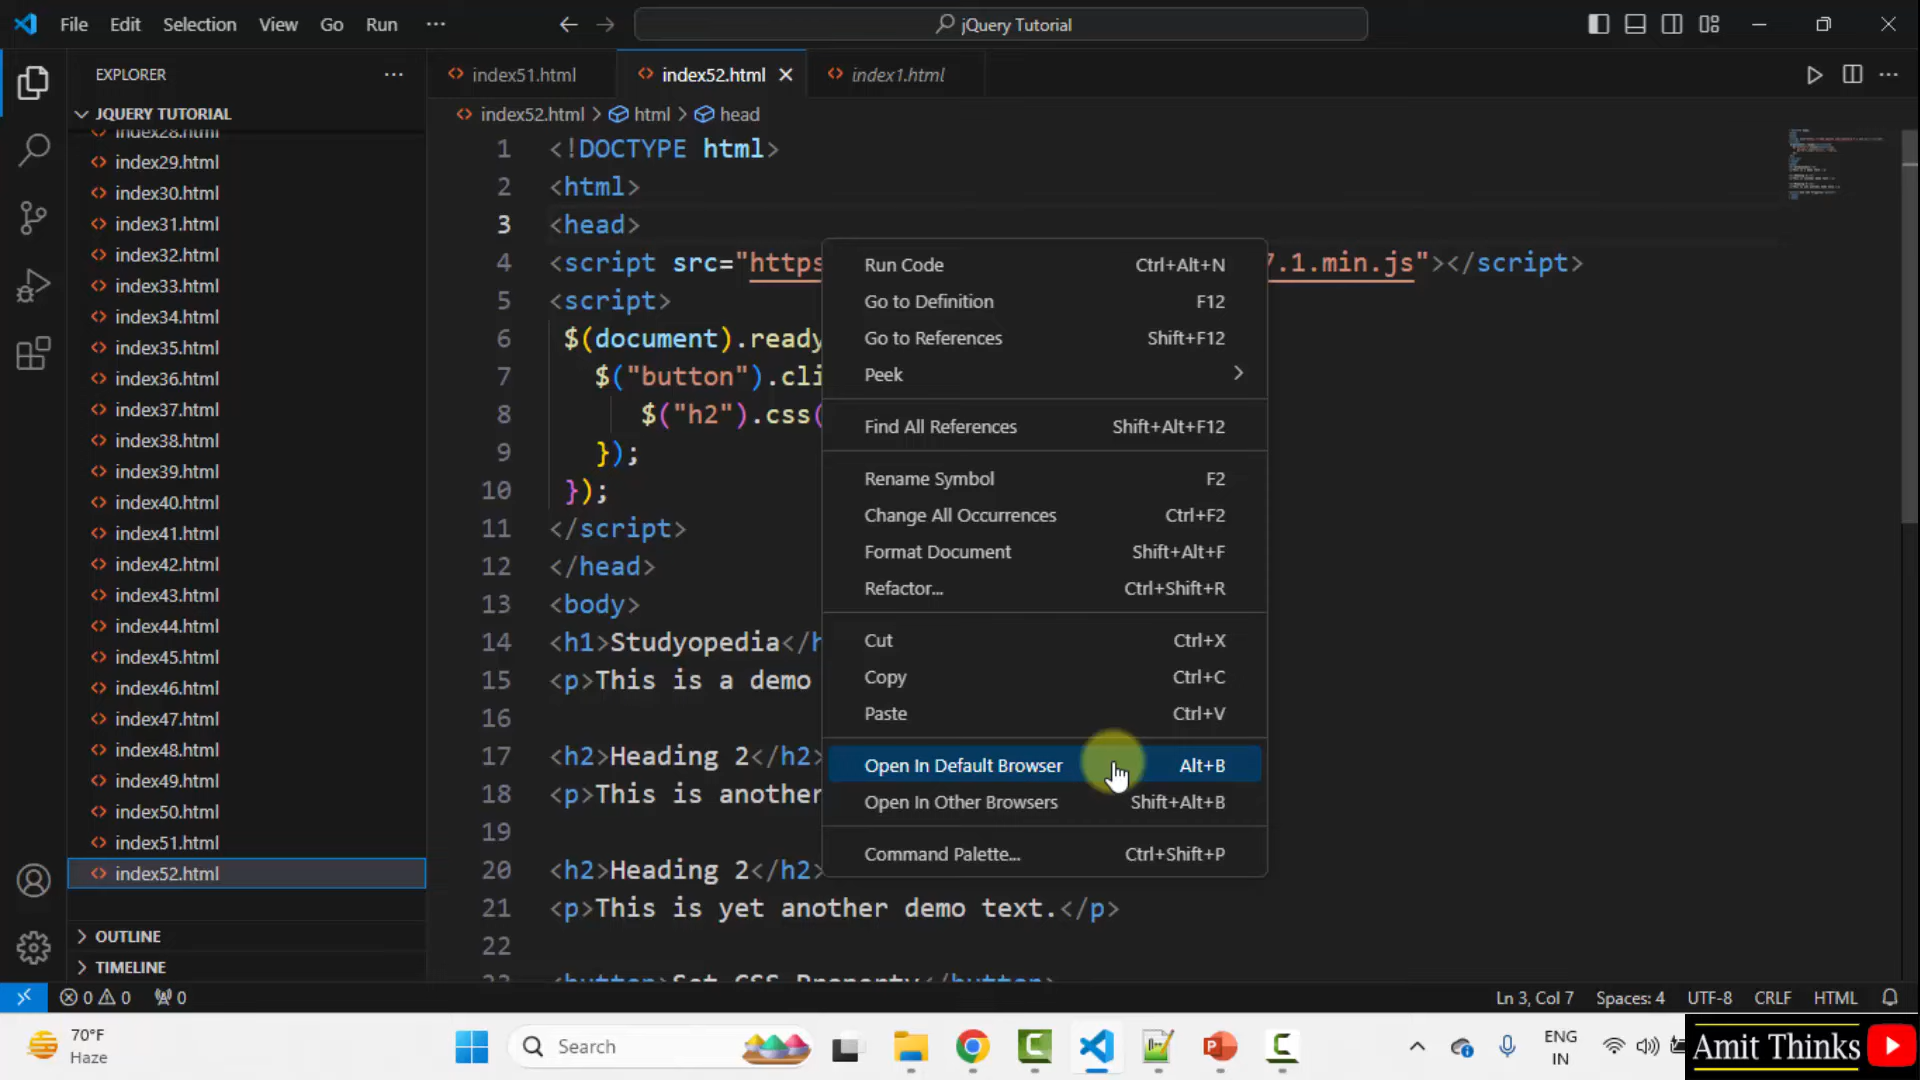 File Edit Selection View Go Run ··· jQuery Tutorial
EXPLORER ···
index51.html index52.html index1.html
JQUERY TUTORIAL
index28.html
index29.html
index30.html
index31.html
index32.html
index33.html
index34.html
index35.html
index36.html
index37.html
index38.html
index39.html
index40.html
index41.html
index42.html
index43.html
index44.html
index45.html
index46.html
index47.html
index48.html
index49.html
index50.html
index51.html
index52.html
OUTLINE
TIMELINE
index52.html > html > head
1 <!DOCTYPE html>
2 <html>
3 <head>
4 <script src="https 7.1.min.js"></script>
5 <script>
6 $(document).ready
7 $("button").cli
8 $("h2").css(
9 });
10 });
11 </script>
12 </head>
13 <body>
14 <h1>Studyopedia</h
15 <p>This is a demo
16
17 <h2>Heading 2</h2>
18 <p>This is another
19
20 <h2>Heading 2</h2>
21 <p>This is yet another demo text.</p>
22
23 <button>Set CSS Property</button>
Run Code Ctrl+Alt+N
Go to Definition F12
Go to References Shift+F12
Peek >
Find All References Shift+Alt+F12
Rename Symbol F2
Change All Occurrences Ctrl+F2
Format Document Shift+Alt+F
Refactor... Ctrl+Shift+R
Cut Ctrl+X
Copy Ctrl+C
Paste Ctrl+V
Open In Default Browser Alt+B
Open In Other Browsers Shift+Alt+B
Command Palette... Ctrl+Shift+P
0 0 0 Ln 3, Col 7 Spaces: 4 UTF-8 CRLF HTML
70°F
Haze
Search
ENG
IN
Amit Thinks